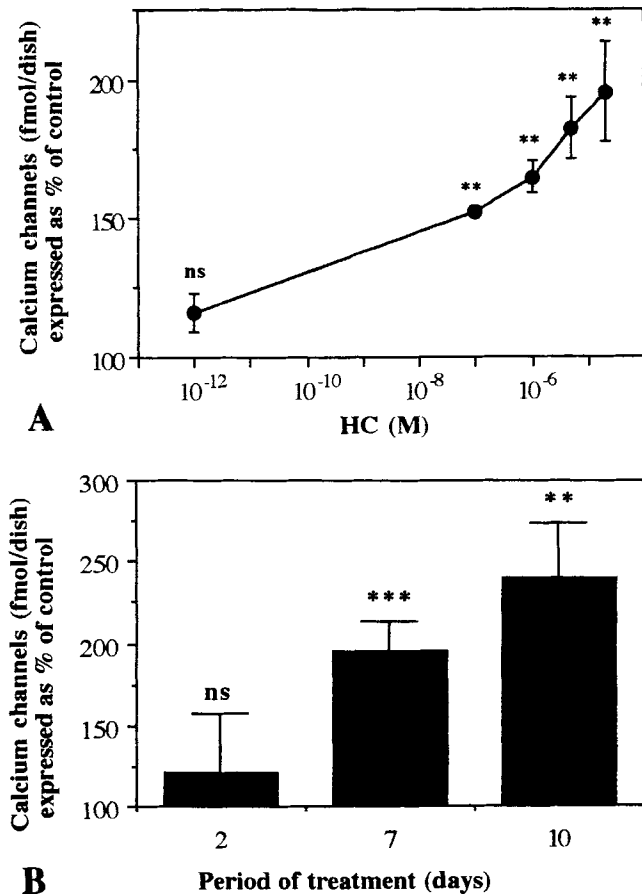 Calcium channels (fmol/dish)
expressed as % of control
200
150
100
ns
**
**
**
**
10-12
10-10
10-8
10-6
HC (M)
A
Calcium channels (fmol/dish)
expressed as % of control
300
250
200
150
100
ns
***
**
2
7
10
Period of treatment (days)
B